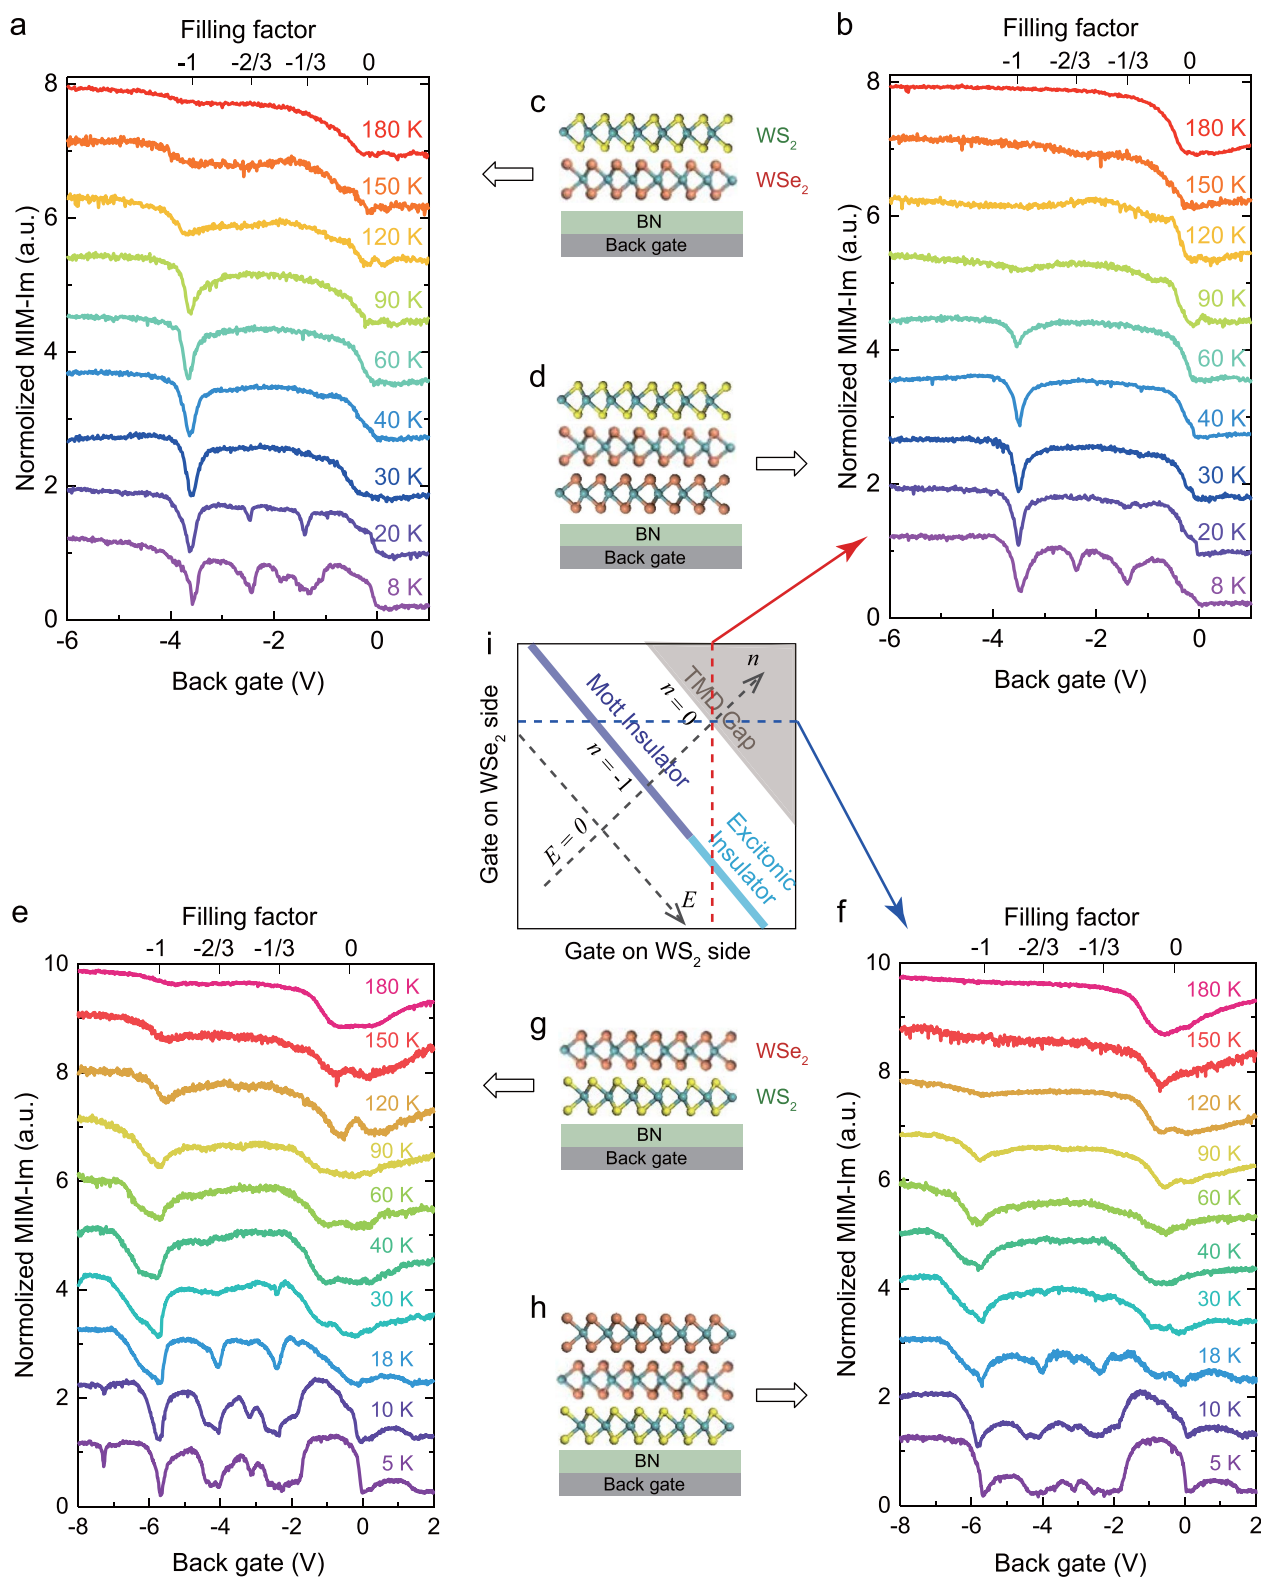 a
Filling factor
-1 -2/3 -1/3 0
8
6
4
2
0
180 K
150 K
120 K
90 K
60 K
40 K
30 K
20 K
8 K
Normolized MIM-Im (a.u.)
-6 -4 -2 0
Back gate (V)
c
WS2
WSe2
BN
Back gate
d
BN
Back gate
b
Filling factor
-1 -2/3 -1/3 0
8
6
4
2
0
180 K
150 K
120 K
90 K
60 K
40 K
30 K
20 K
8 K
Normolized MIM-Im (a.u.)
-6 -4 -2 0
Back gate (V)
i
Gate on WSe2 side
Mott Insulator
n = -1
n = 0
TMD Gap
n
E = 0
E
Excitonic
Insulator
Gate on WS2 side
e
Filling factor
-1 -2/3 -1/3 0
10
8
6
4
2
0
180 K
150 K
120 K
90 K
60 K
40 K
30 K
18 K
10 K
5 K
Normolized MIM-Im (a.u.)
-8 -6 -4 -2 0 2
Back gate (V)
g
WSe2
WS2
BN
Back gate
h
BN
Back gate
f
Filling factor
-1 -2/3 -1/3 0
10
8
6
4
2
0
180 K
150 K
120 K
90 K
60 K
40 K
30 K
18 K
10 K
5 K
Normolized MIM-Im (a.u.)
-8 -6 -4 -2 0 2
Back gate (V)